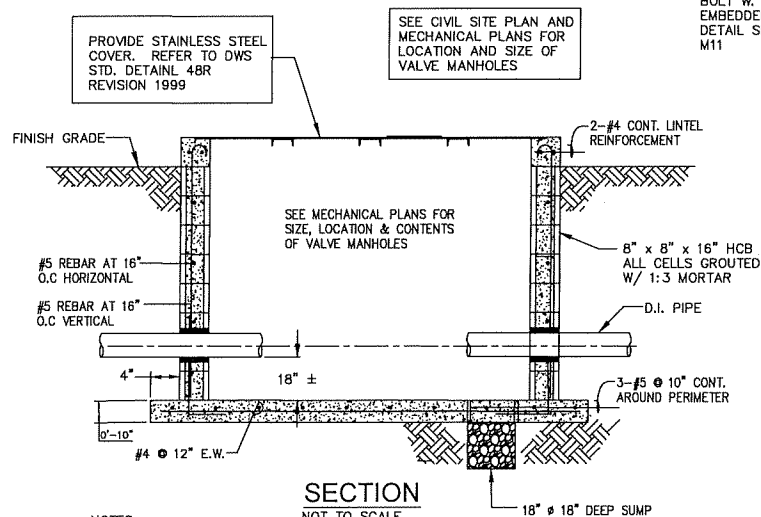 BOLT W.
EMBEDDE
DETAIL S
M11
PROVIDE STAINLESS STEEL
COVER. REFER TO DWS
STD. DETAINL 48R
REVISION 1999
SEE CIVIL SITE PLAN AND
MECHANICAL PLANS FOR
LOCATION AND SIZE OF
VALVE MANHOLES
FINISH GRADE
2-#4 CONT. LINTEL
REINFORCEMENT
SEE MECHANICAL PLANS FOR
SIZE, LOCATION & CONTENTS
OF VALVE MANHOLES
#5 REBAR AT 16"
O.C HORIZONTAL
#5 REBAR AT 16"
O.C VERTICAL
8" x 8" x 16" HCB
ALL CELLS GROUTED
W/ 1:3 MORTAR
D.I. PIPE
4"
18" ±
3-#5 @ 10" CONT.
AROUND PERIMETER
0'-10"
#4 @ 12" E.W.
SECTION
NOT TO SCALE
18" ø 18" DEEP SUMP
NOTES